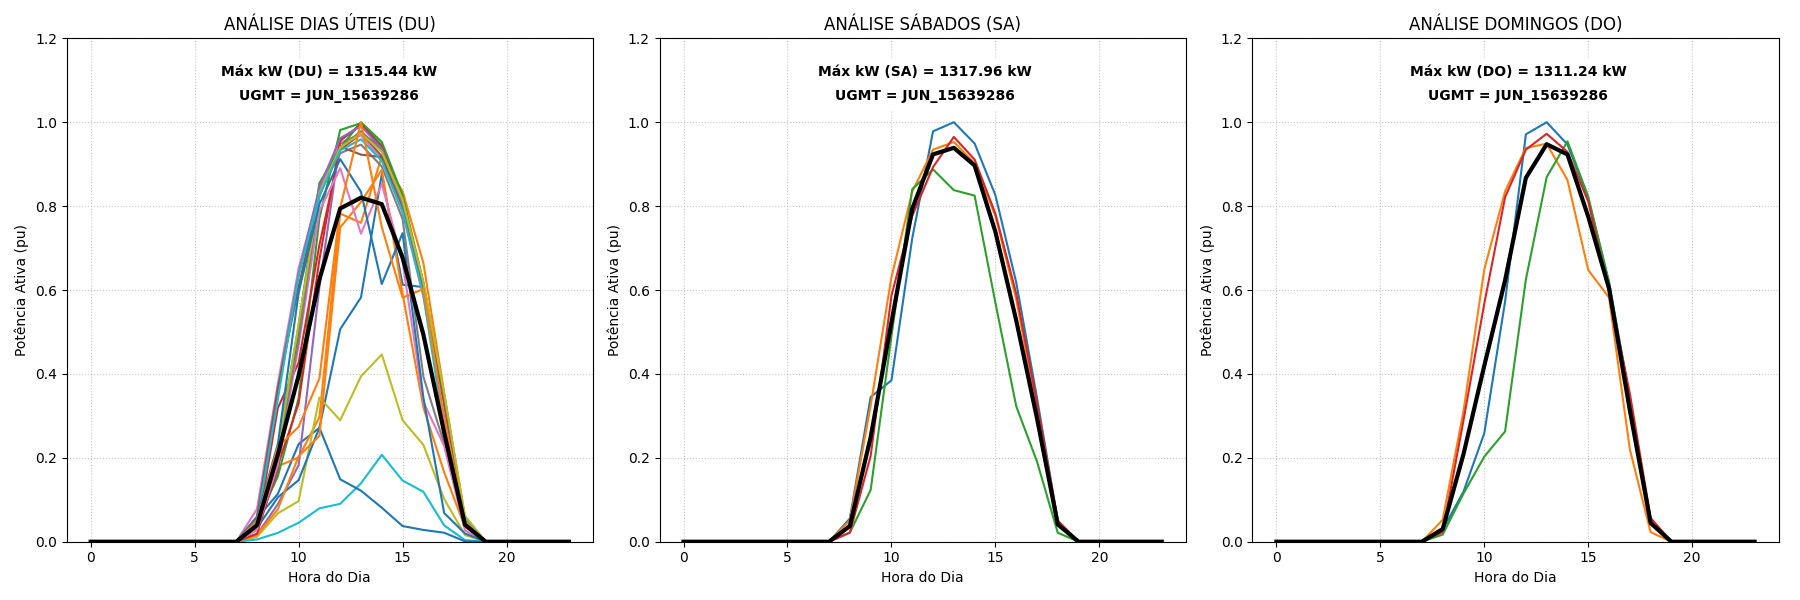 ANÁLISE DIAS ÚTEIS (DU)
Máx kW (DU) = 1315.44 kW
UGMT = JUN_15639286
Potência Ativa (pu)
1.2
1.0
0.8
0.6
0.4
0.2
0.0
0 5 10 15 20
Hora do Dia
ANÁLISE SÁBADOS (SA)
Máx kW (SA) = 1317.96 kW
UGMT = JUN_15639286
Potência Ativa (pu)
1.2
1.0
0.8
0.6
0.4
0.2
0.0
0 5 10 15 20
Hora do Dia
ANÁLISE DOMINGOS (DO)
Máx kW (DO) = 1311.24 kW
UGMT = JUN_15639286
Potência Ativa (pu)
1.2
1.0
0.8
0.6
0.4
0.2
0.0
0 5 10 15 20
Hora do Dia